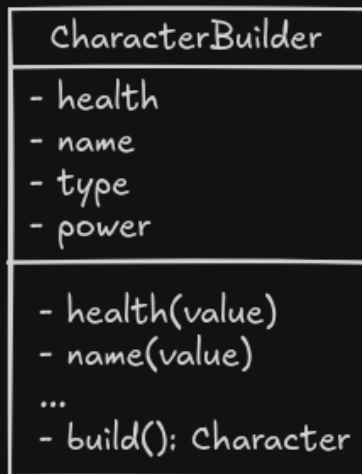 CharacterBuilder
- health
- name
- type
- power
- health(value)
- name(value)
...
- build(): Character